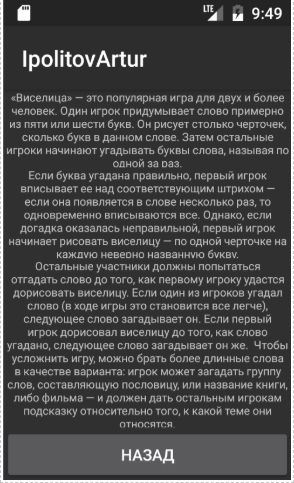 LTE 9:49
IpolitovArtur
«Виселица» — это популярная игра для двух и более
человек. Один игрок придумывает слово примерно
из пяти или шести букв. Он рисует столько черточек,
сколько букв в данном слове. Затем остальные
игроки начинают угадывать буквы слова, называя по
одной за раз.
Если буква угадана правильно, первый игрок
вписывает ее над соответствующим штрихом —
если она появляется в слове несколько раз, то
одновременно вписываются все. Однако, если
догадка оказалась неправильной, первый игрок
начинает рисовать виселицу — по одной черточке на
каждую неверно названную букву.
Остальные участники должны попытаться
отгадать слово до того, как первому игроку удастся
дорисовать виселицу. Если один из игроков угадал
слово (в ходе игры это становится все легче),
следующее слово загадывает он. Если первый
игрок дорисовал виселицу до того, как слово
угадано, следующее слово загадывает он же. Чтобы
усложнить игру, можно брать более длинные слова
в качестве варианта: игрок может загадать группу
слов, составляющую пословицу, или название книги,
либо фильма — и должен дать остальным игрокам
подсказку относительно того, к какой теме они
относятся.
НАЗАД